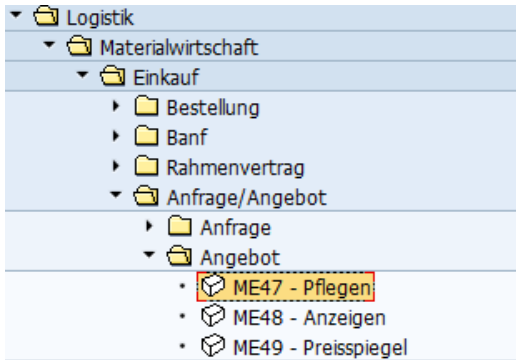 Logistik
Materialwirtschaft
Einkauf
Bestellung
Banf
Rahmenvertrag
Anfrage/Angebot
Anfrage
Angebot
ME47 - Pflegen
ME48 - Anzeigen
ME49 - Preisspiegel